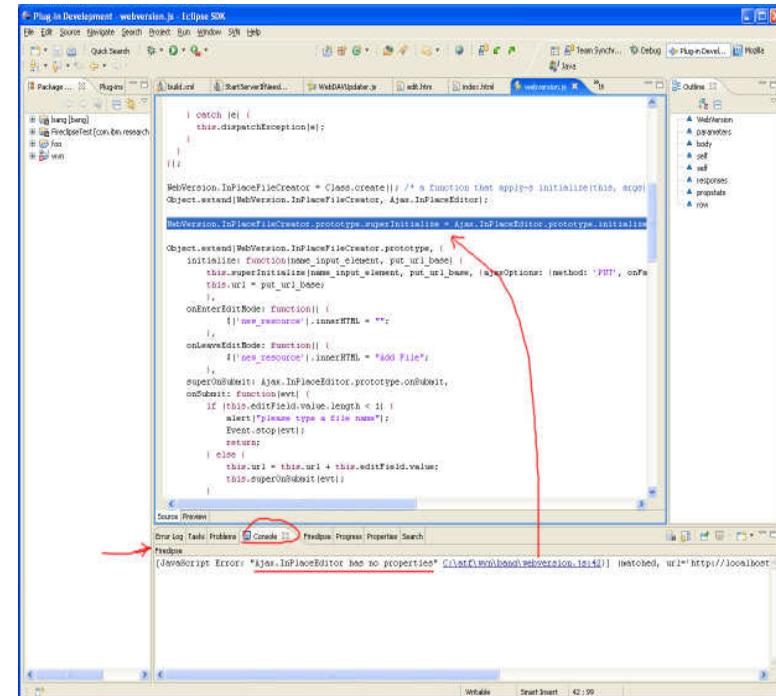 Plug-in Development - webversion.js - Eclipse SDK
File Edit Source Navigate Search Project Run Window SVN Help
Quick Search
Team Synchr... Debug Plug-in Devel... Mozilla
Java
Package ... Plug-ins
build.xml StartServerIfNeed... WebDAVUpdater.js edit.htm index.html webversion.js
Outline
bang [bang]
FireclipseTest [com.ibm.research
foo
wvn
WebVersion
parameters
body
self
self
responses
propstate
row
} catch (e) {
this.dispatchException(e);
}
}
});
WebVersion.InPlaceFileCreator = Class.create(); /* a function that apply-s initialize(this, args)
Object.extend(WebVersion.InPlaceFileCreator, Ajax.InPlaceEditor);
WebVersion.InPlaceFileCreator.prototype.superInitialize = Ajax.InPlaceEditor.prototype.initialize
Object.extend(WebVersion.InPlaceFileCreator.prototype, {
initialize: function(name_input_element, put_url_base) {
this.superInitialize(name_input_element, put_url_base, {ajaxOptions: {method: 'PUT', onFa
this.url = put_url_base;
},
onEnterEditMode: function() {
$('new_resource').innerHTML = "";
},
onLeaveEditMode: function() {
$('new_resource').innerHTML = "Add File";
},
superOnSubmit: Ajax.InPlaceEditor.prototype.onSubmit,
onSubmit: function(evt) {
if (this.editField.value.length < 1) {
alert("please type a file name");
Event.stop(evt);
return;
} else {
this.url = this.url + this.editField.value;
this.superOnSubmit(evt);
}
Source Preview
Error Log Tasks Problems Console Fireclipse Progress Properties Search
Fireclipse
[JavaScript Error: "Ajax.InPlaceEditor has no properties" C:\atf\wvn\bang\webversion.js:42)] (matched, url='http://localhost
Writable Smart Insert 42 : 99